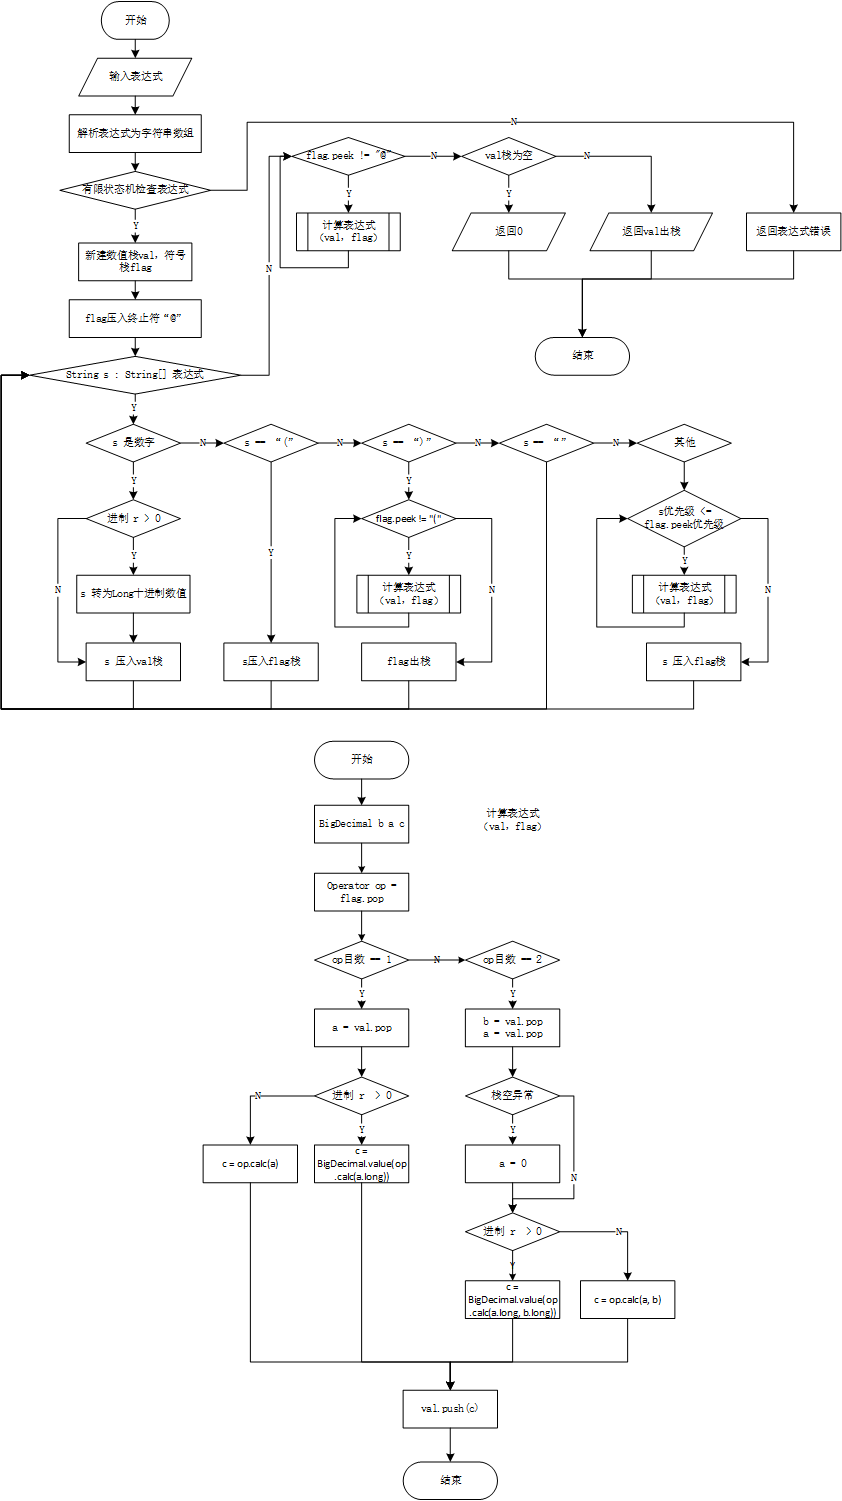 开始
输入表达式
解析表达式为字符串数组
有限状态机检查表达式
N
Y
新建数值栈val，符号
栈flag
flag压入终止符“@”
String s : String[] 表达式
N
Y
flag.peek != "@"
N
Y
计算表达式
（val，flag）
val栈为空
N
Y
返回0
返回val出栈
返回表达式错误
结束
s 是数字
N
Y
s == “(”
N
Y
s == “)”
N
Y
s == “”
N
其他
进制 r > 0
N
Y
s 转为Long十进制数值
s 压入val栈
s压入flag栈
flag.peek != "("
Y
N
计算表达式
（val，flag）
flag出栈
s优先级 <=
flag.peek优先级
Y
N
计算表达式
（val，flag）
s 压入flag栈
开始
计算表达式
（val，flag）
BigDecimal b a c
Operator op =
flag.pop
op目数 == 1
N
Y
op目数 == 2
Y
a = val.pop
b = val.pop
a = val.pop
进制 r > 0
N
Y
栈空异常
Y
N
c = op.calc(a)
c =
BigDecimal.value(op
.calc(a.long))
a = 0
进制 r > 0
N
Y
c =
BigDecimal.value(op
.calc(a.long, b.long))
c = op.calc(a, b)
val.push(c)
结束